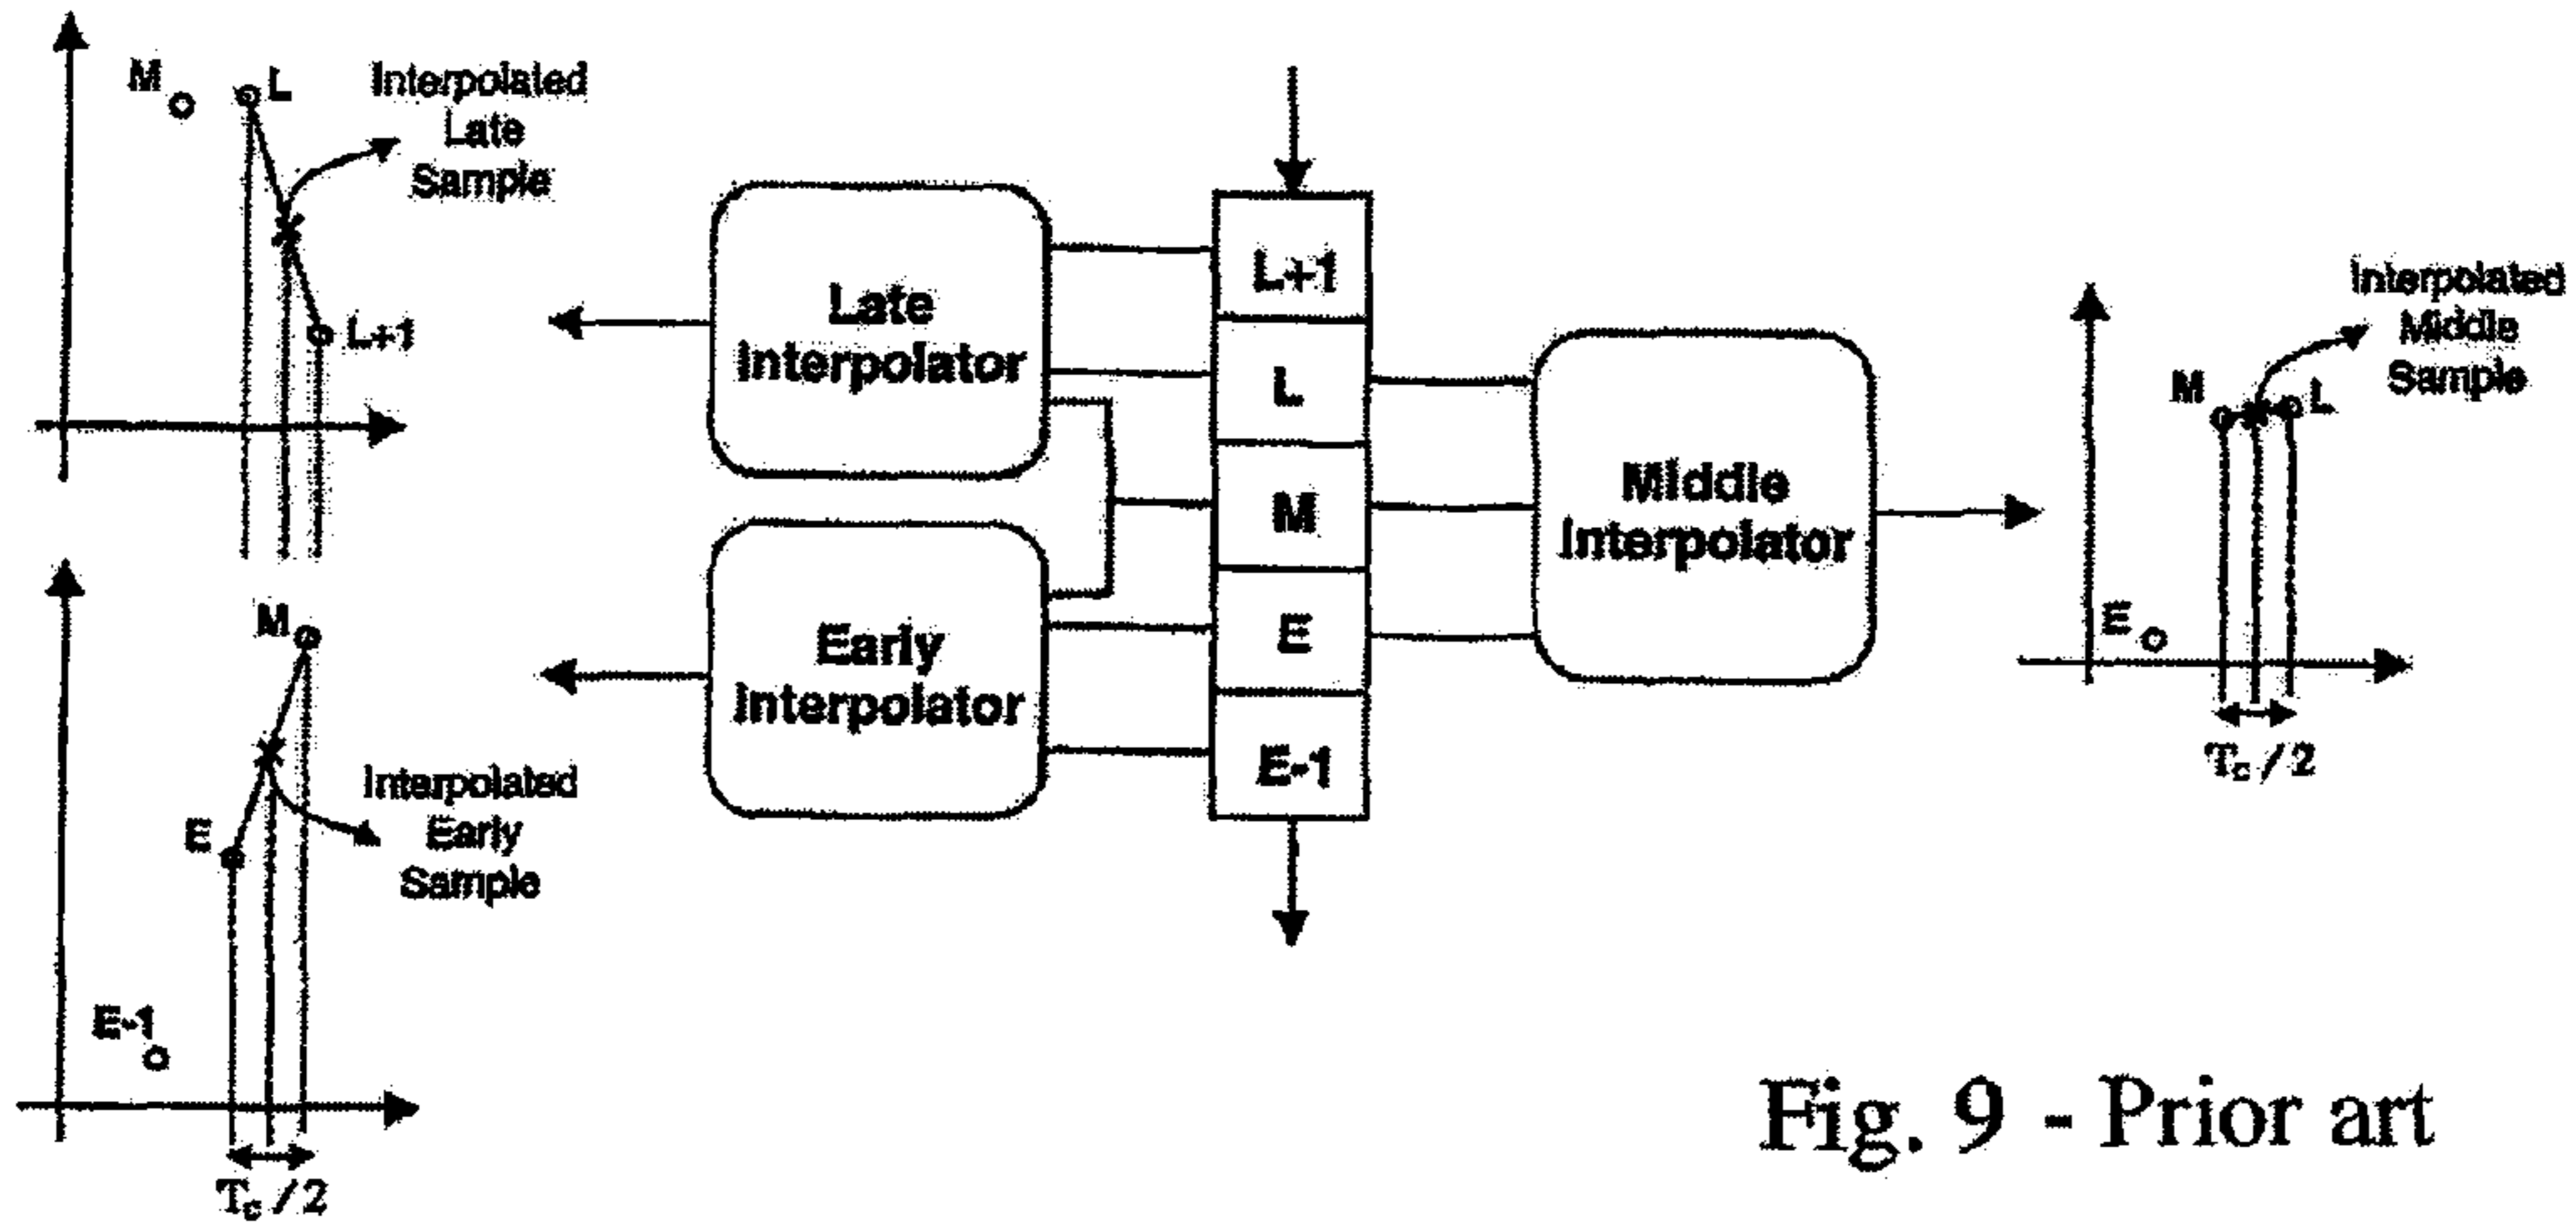 M
L
Interpolated
Late
Sample
L+1
Late
Interpolator
L+1
L
M
E
E-1
Middle
Interpolator
Interpolated
Middle
Sample
M
L
E
Tc/2
Early
Interpolator
M
E
Interpolated
Early
Sample
E-1
Tc/2
Fig. 9 - Prior art